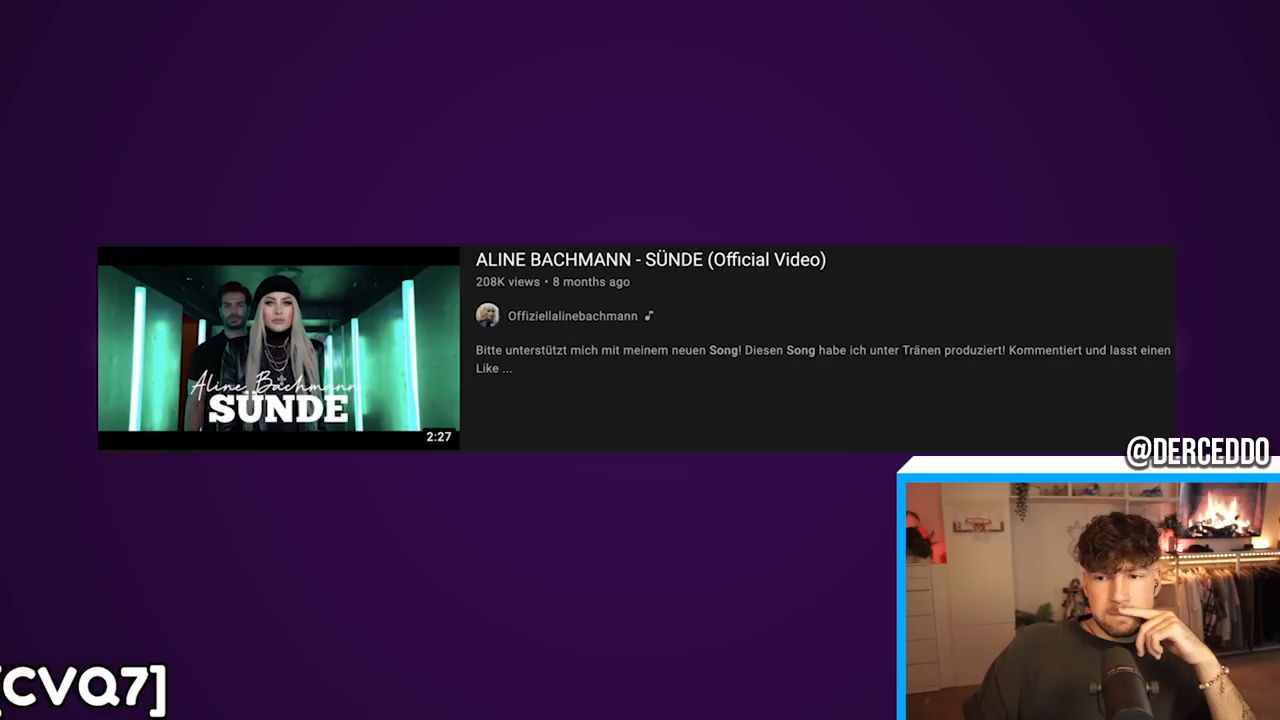 ALINE BACHMANN - SÜNDE (Official Video)
208K views • 8 months ago
Offiziellalinebachmann
Bitte unterstützt mich mit meinem neuen Song! Diesen Song habe ich unter Tränen produziert! Kommentiert und lasst einen
Like ...
Aline Bachmann
SÜNDE
2:27
@DERCEDDO
[CVQ7]